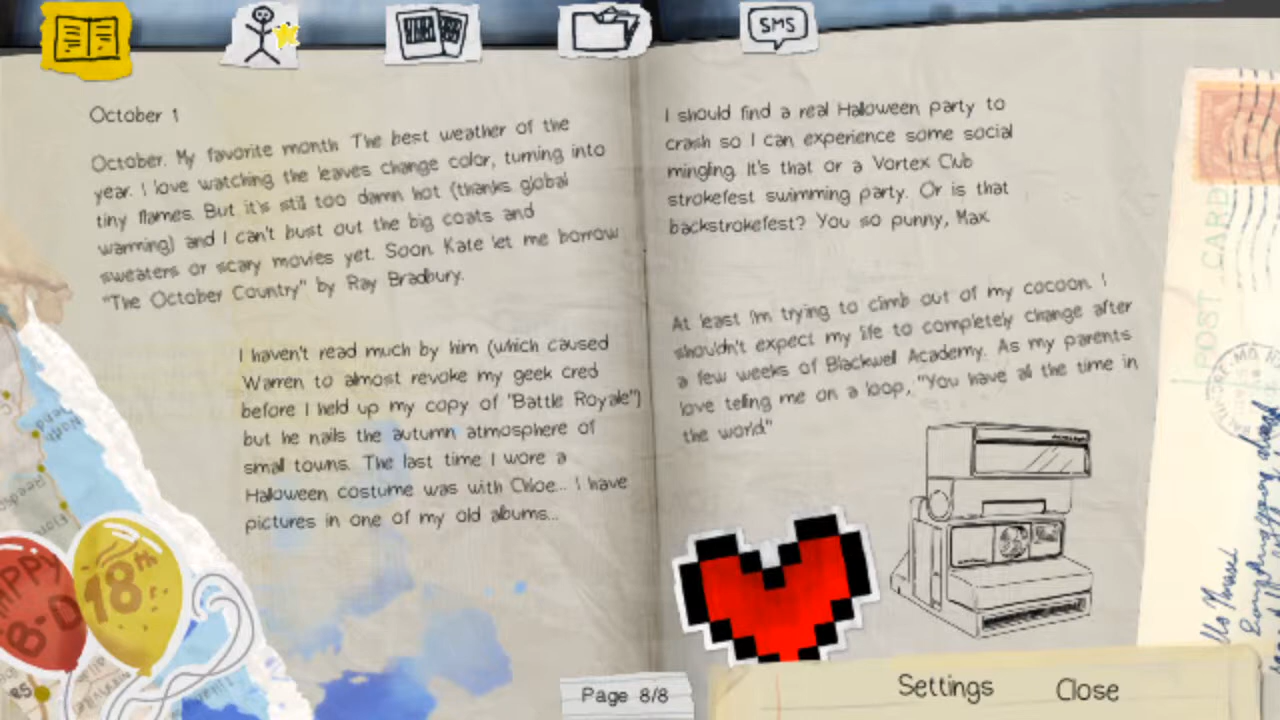 SMS
October 1
October. My favorite month. The best weather of the
year. I love watching the leaves change color, turning into
tiny flames. But it's still too damn hot (thanks global
warming) and I can't bust out the big coats and
sweaters or scary movies yet. Soon. Kate let me borrow
"The October Country" by Ray Bradbury.
I haven't read much by him (which caused
Warren to almost revoke my geek cred
before I held up my copy of "Battle Royale")
but he nails the autumn atmosphere of
small towns. The last time I wore a
Halloween costume was with Chloe... I have
pictures in one of my old albums...
I should find a real Halloween party to
crash so I can experience some social
mingling. It's that or a Vortex Club
strokefest swimming party. Or is that
backstrokefest? You so punny, Max.
At least I'm trying to climb out of my cocoon. I
shouldn't expect my life to completely change after
a few weeks of Blackwell Academy. As my parents
love telling me on a loop, "You have all the time in
the world."
POST CARD
18th
Page 8/8
Settings
Close